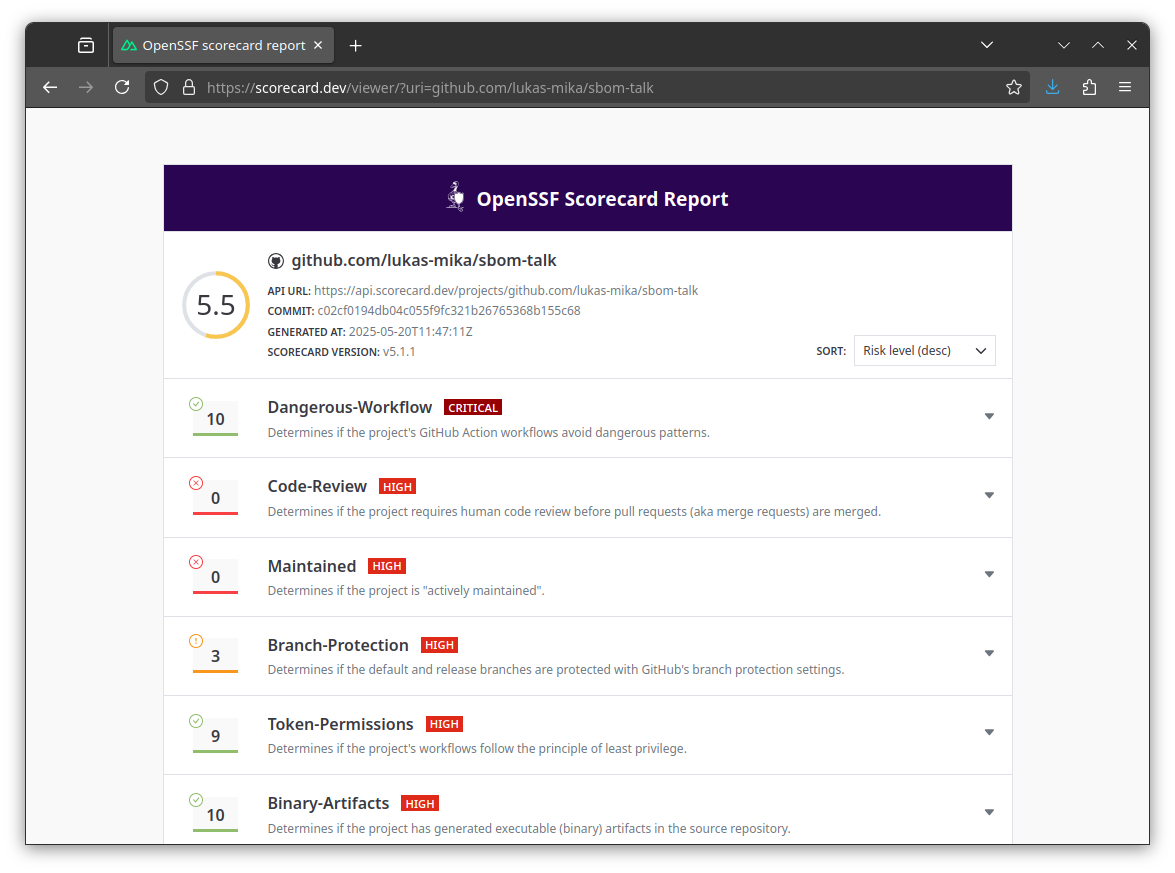 OpenSSF scorecard report
https://scorecard.dev/viewer/?uri=github.com/lukas-mika/sbom-talk
OpenSSF Scorecard Report
github.com/lukas-mika/sbom-talk
5.5
API URL: https://api.scorecard.dev/projects/github.com/lukas-mika/sbom-talk
COMMIT: c02cf0194db04c055f9fc321b26765368b155c68
GENERATED AT: 2025-05-20T11:47:11Z
SCORECARD VERSION: v5.1.1
SORT: Risk level (desc)
10
Dangerous-Workflow CRITICAL
Determines if the project's GitHub Action workflows avoid dangerous patterns.
0
Code-Review HIGH
Determines if the project requires human code review before pull requests (aka merge requests) are merged.
0
Maintained HIGH
Determines if the project is "actively maintained".
3
Branch-Protection HIGH
Determines if the default and release branches are protected with GitHub's branch protection settings.
9
Token-Permissions HIGH
Determines if the project's workflows follow the principle of least privilege.
10
Binary-Artifacts HIGH
Determines if the project has generated executable (binary) artifacts in the source repository.